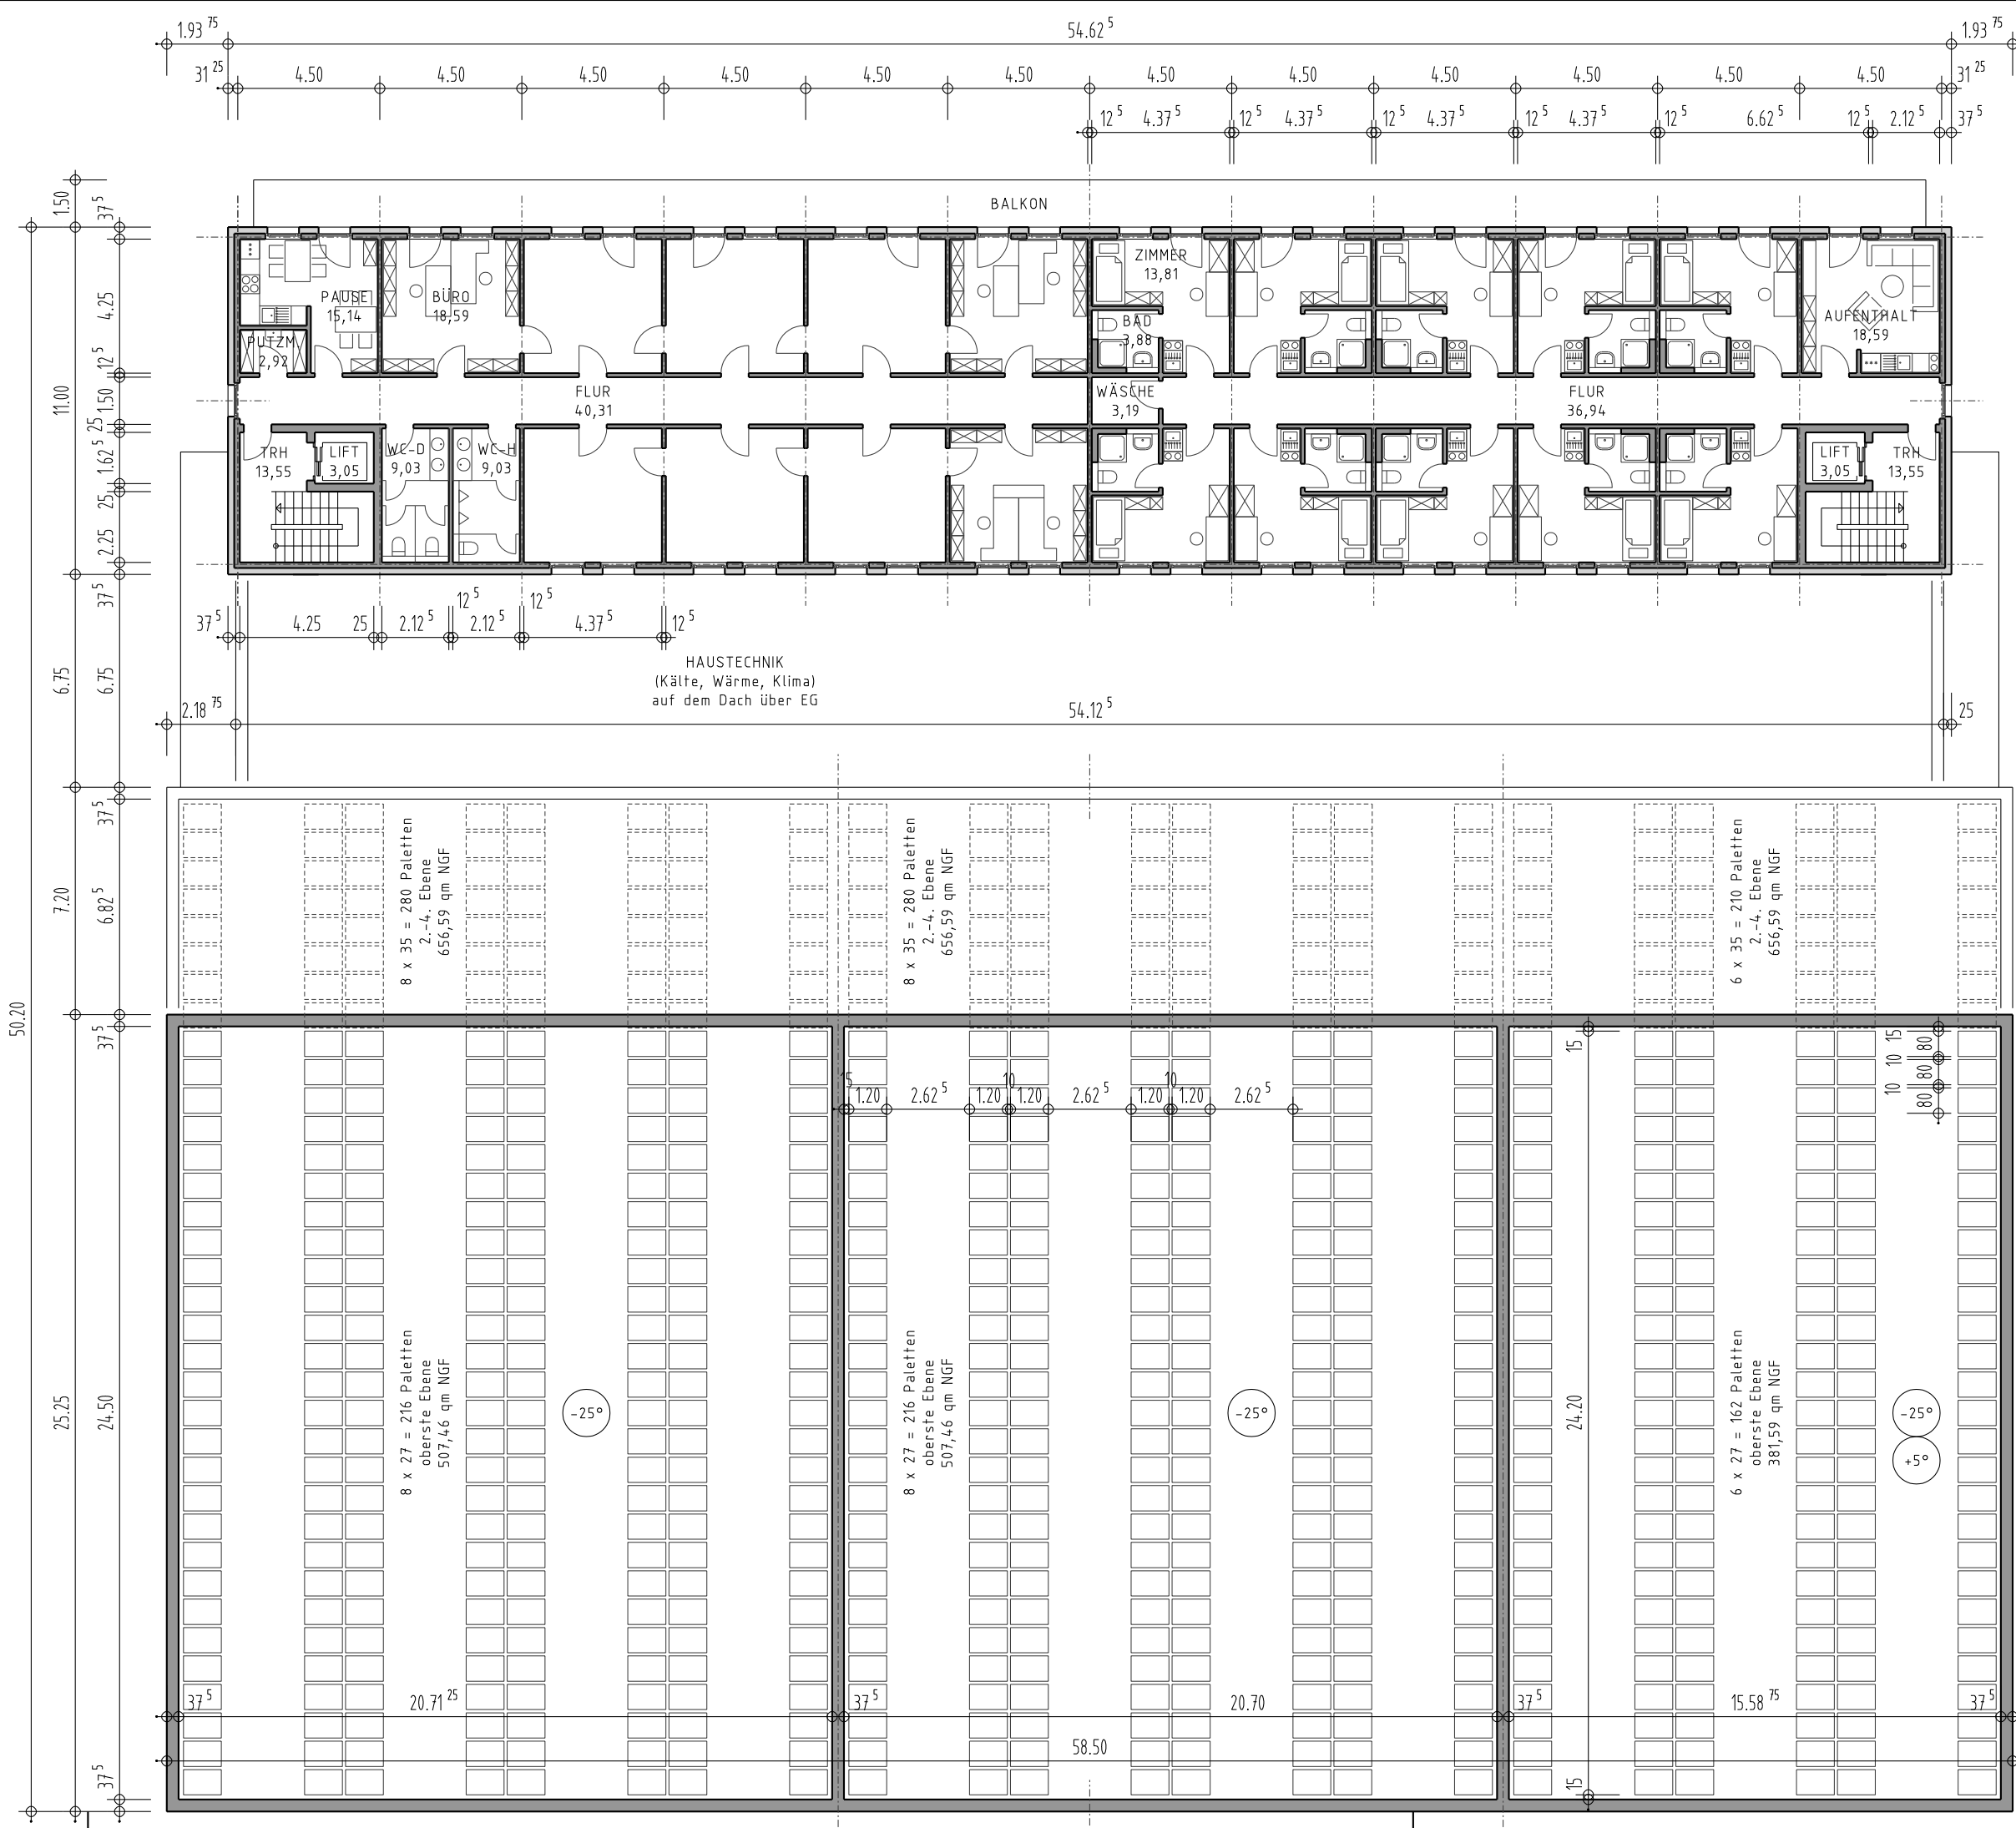 1.93 75 54.62 5 1.93 75
31 25 4.50 4.50 4.50 4.50 4.50 4.50 4.50 4.50 4.50 4.50 4.50 4.50 31 25
12 5 4.37 5 12 5 4.37 5 12 5 4.37 5 12 5 4.37 5 12 5 6.62 5 12 5 2.12 5 37 5
BALKON
PAUSE
15,14
BÜRO
18,59
ZIMMER
13,81
BAD
3,88
AUFENTHALT
18,59
PUTZM.
2,92
FLUR
40,31
WÄSCHE
3,19
FLUR
36,94
TRH
13,55
LIFT
3,05
WC-D
9,03
WC-H
9,03
LIFT
3,05
TRH
13,55
1.50
11.00
6.75
7.20
25.25
50.20
37 5
4.25
12 5
1.50
25
1.62 5
25
2.25
37 5
6.75
37 5
6.82 5
37 5
24.50
37 5
37 5 4.25 25 2.12 5 12 5 2.12 5 12 5 4.37 5 12 5
HAUSTECHNIK
(Kälte, Wärme, Klima)
auf dem Dach über EG
2.18 75 54.12 5 25
8 x 35 = 280 Paletten
2.-4. Ebene
656,59 qm NGF
8 x 35 = 280 Paletten
2.-4. Ebene
656,59 qm NGF
6 x 35 = 210 Paletten
2.-4. Ebene
656,59 qm NGF
15 1.20 2.62 5 1.20 10 1.20 2.62 5 1.20 10 1.20 2.62 5
15
24.20
15
15
80
10
80
10
80
8 x 27 = 216 Paletten
oberste Ebene
507,46 qm NGF
-25°
8 x 27 = 216 Paletten
oberste Ebene
507,46 qm NGF
-25°
6 x 27 = 162 Paletten
oberste Ebene
381,59 qm NGF
-25°
+5°
37 5 20.71 25 37 5 20.70 37 5 15.58 75 37 5
58.50